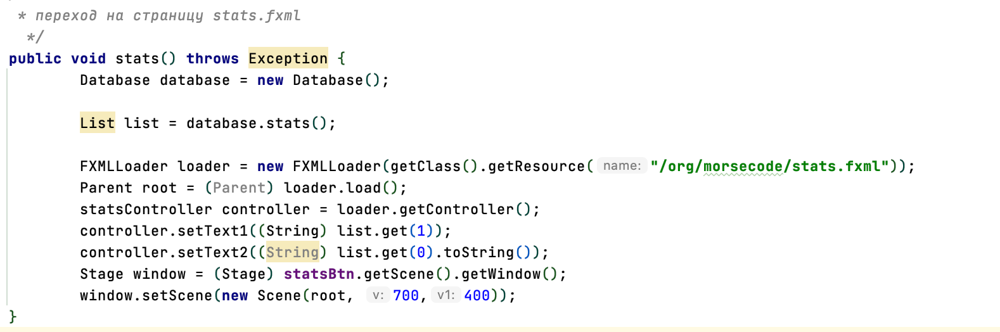 * переход на страницу stats.fxml
*/
public void stats() throws Exception {
Database database = new Database();
List list = database.stats();
FXMLLoader loader = new FXMLLoader(getClass().getResource( name: "/org/morsecode/stats.fxml"));
Parent root = (Parent) loader.load();
statsController controller = loader.getController();
controller.setText1((String) list.get(1));
controller.setText2((String) list.get(0).toString());
Stage window = (Stage) statsBtn.getScene().getWindow();
window.setScene(new Scene(root, v: 700, v1: 400));
}